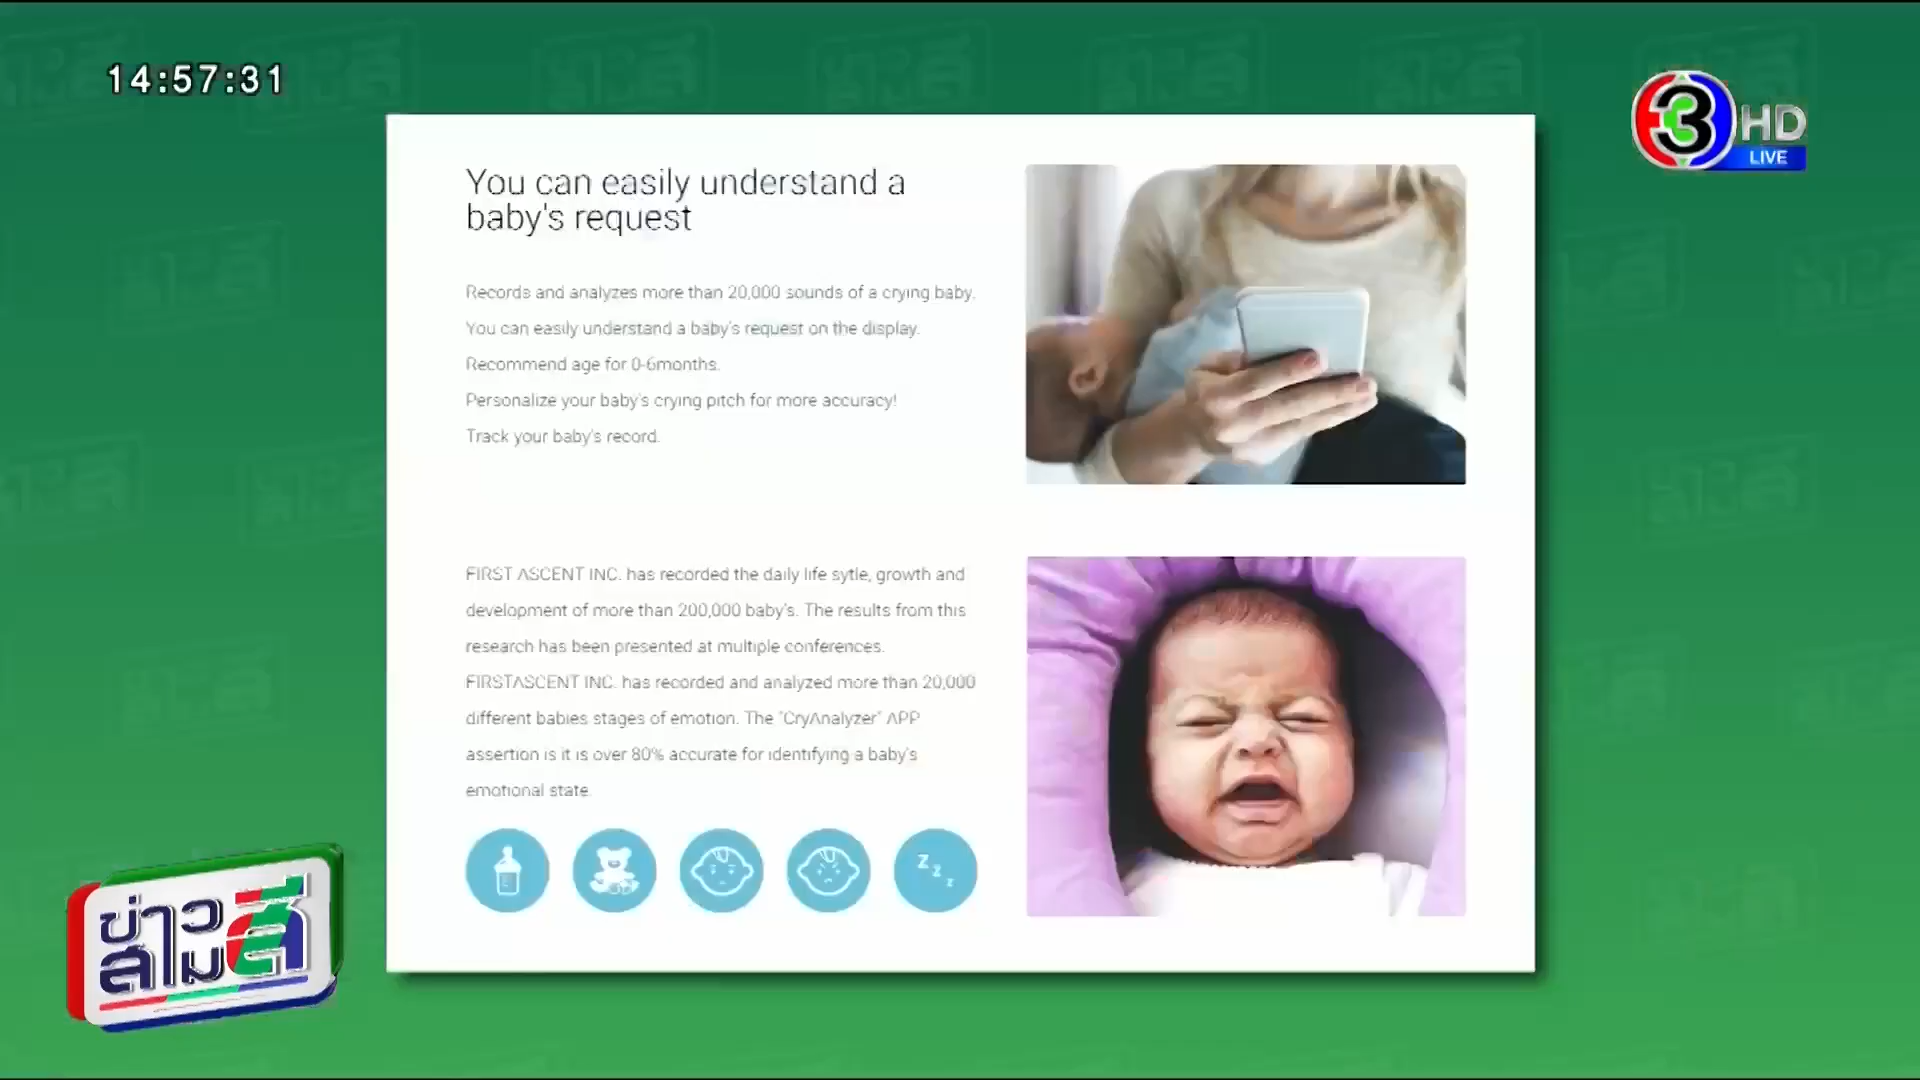 14:57:31
3 HD
LIVE
You can easily understand a
baby's request
Records and analyzes more than 20,000 sounds of a crying baby.
You can easily understand a baby's request on the display.
Recommend age for 0-6months.
Personalize your baby's crying pitch for more accuracy!
Track your baby's record.
FIRST ASCENT INC. has recorded the daily life sytle, growth and
development of more than 200,000 baby's. The results from this
research has been presented at multiple conferences.
FIRSTASCENT INC. has recorded and analyzed more than 20,000
different babies stages of emotion. The "CryAnalyzer" APP
assertion is it is over 80% accurate for identifying a baby's
emotional state.
z z z
ข่าว
สามสี